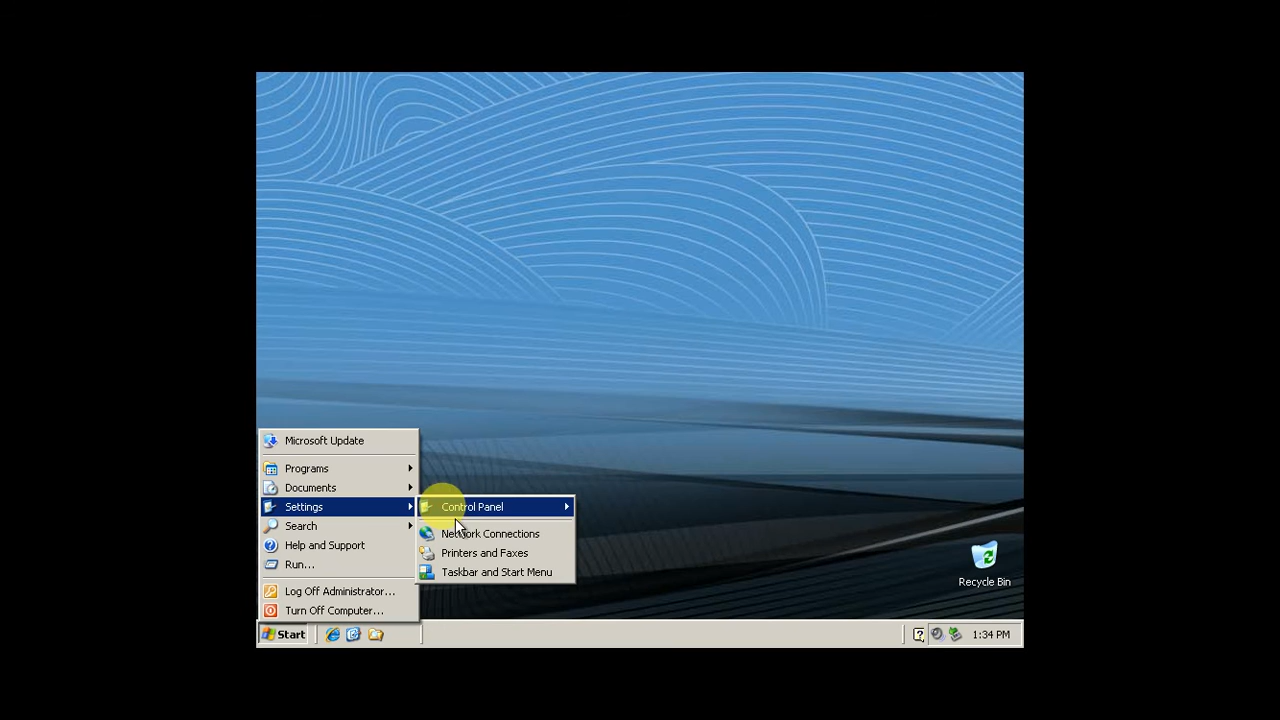 Microsoft Update
Programs
Documents
Settings
Search
Help and Support
Run...
Log Off Administrator...
Turn Off Computer...
Control Panel
Network Connections
Printers and Faxes
Taskbar and Start Menu
Recycle Bin
Start
1:34 PM